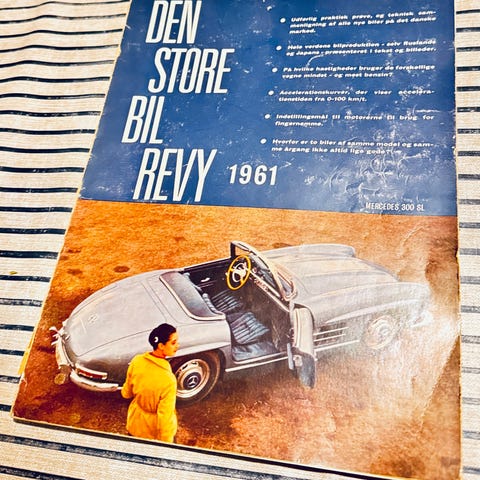 DEN
STORE
BIL
REVY 1961
Udførlig praktisk prøve, og teknisk sam-
menligning af alle nye biler på det danske
marked.
Hele verdens bilproduktion - selv Ruslands
og Japans - præsenteret i tekst og billeder.
På hvilke hastigheder bruger de forskellige
vogne mindst - og mest benzin?
Accelerationskurver, der viser accelera-
tionstiden fra 0-100 km/t.
Indstillingsmål til motorerne til brug for
fingernemme.
Hvorfor er to biler af samme model og sam-
me årgang ikke altid lige gode?
MERCEDES 300 SL